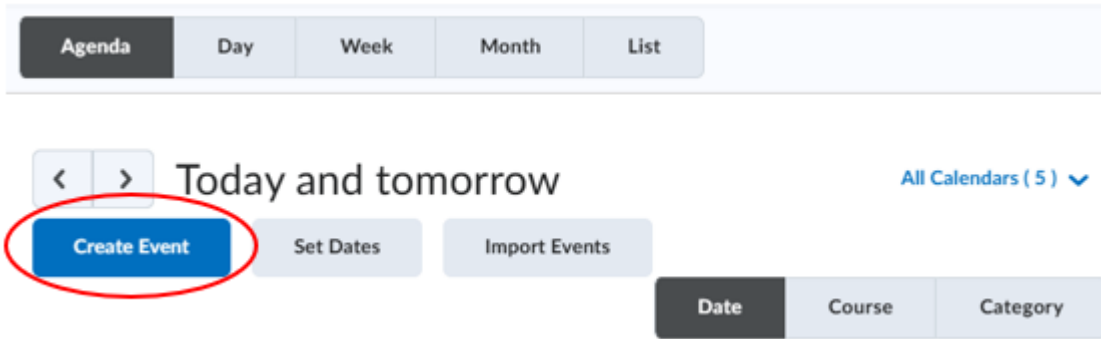 Agenda Day Week Month List
Today and tomorrow All Calendars ( 5 )
Create Event Set Dates Import Events
Date Course Category